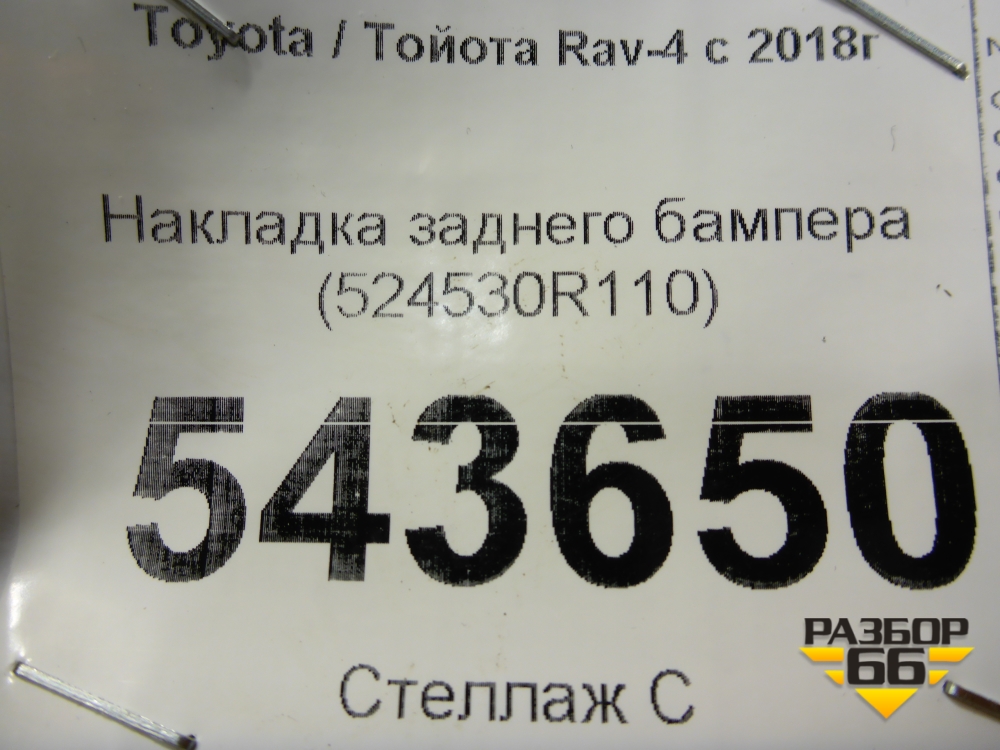 Toyota / Тойота Rav-4 с 2018г
Накладка заднего бампера
(524530R110)
543650
Стеллаж С
РАЗБОР
66